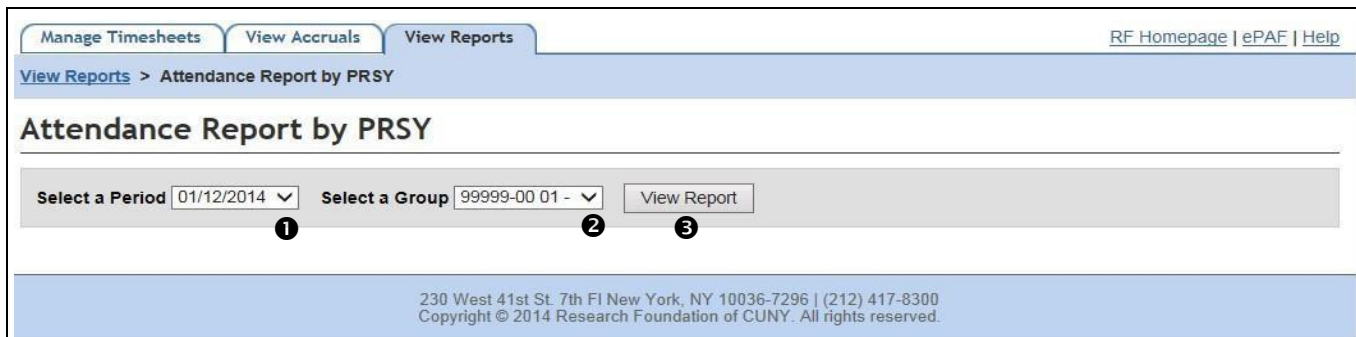 Manage Timesheets View Accruals View Reports RF Homepage | ePAF | Help
View Reports > Attendance Report by PRSY
Attendance Report by PRSY
Select a Period 01/12/2014 Select a Group 99999-00 01 - View Report
❶ ❷ ❸
230 West 41st St. 7th Fl New York, NY 10036-7296 | (212) 417-8300
Copyright © 2014 Research Foundation of CUNY. All rights reserved.